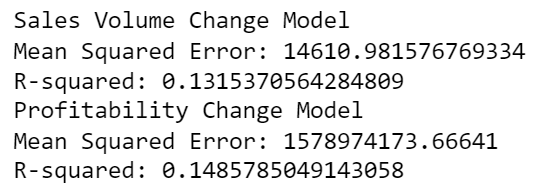 Sales Volume Change Model
Mean Squared Error: 14610.981576769334
R-squared: 0.1315370564284809
Profitability Change Model
Mean Squared Error: 1578974173.66641
R-squared: 0.1485785049143058